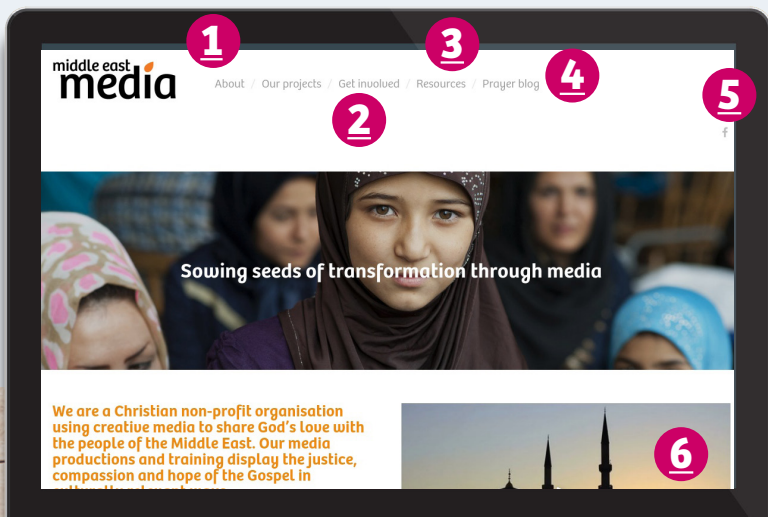 1
3
middle east
media
About / Our projects / Get involved / Resources / Prayer blog
4
5
2
f
Sowing seeds of transformation through media
We are a Christian non-profit organisation
using creative media to share God's love with
the people of the Middle East. Our media
productions and training display the justice,
compassion and hope of the Gospel in
6